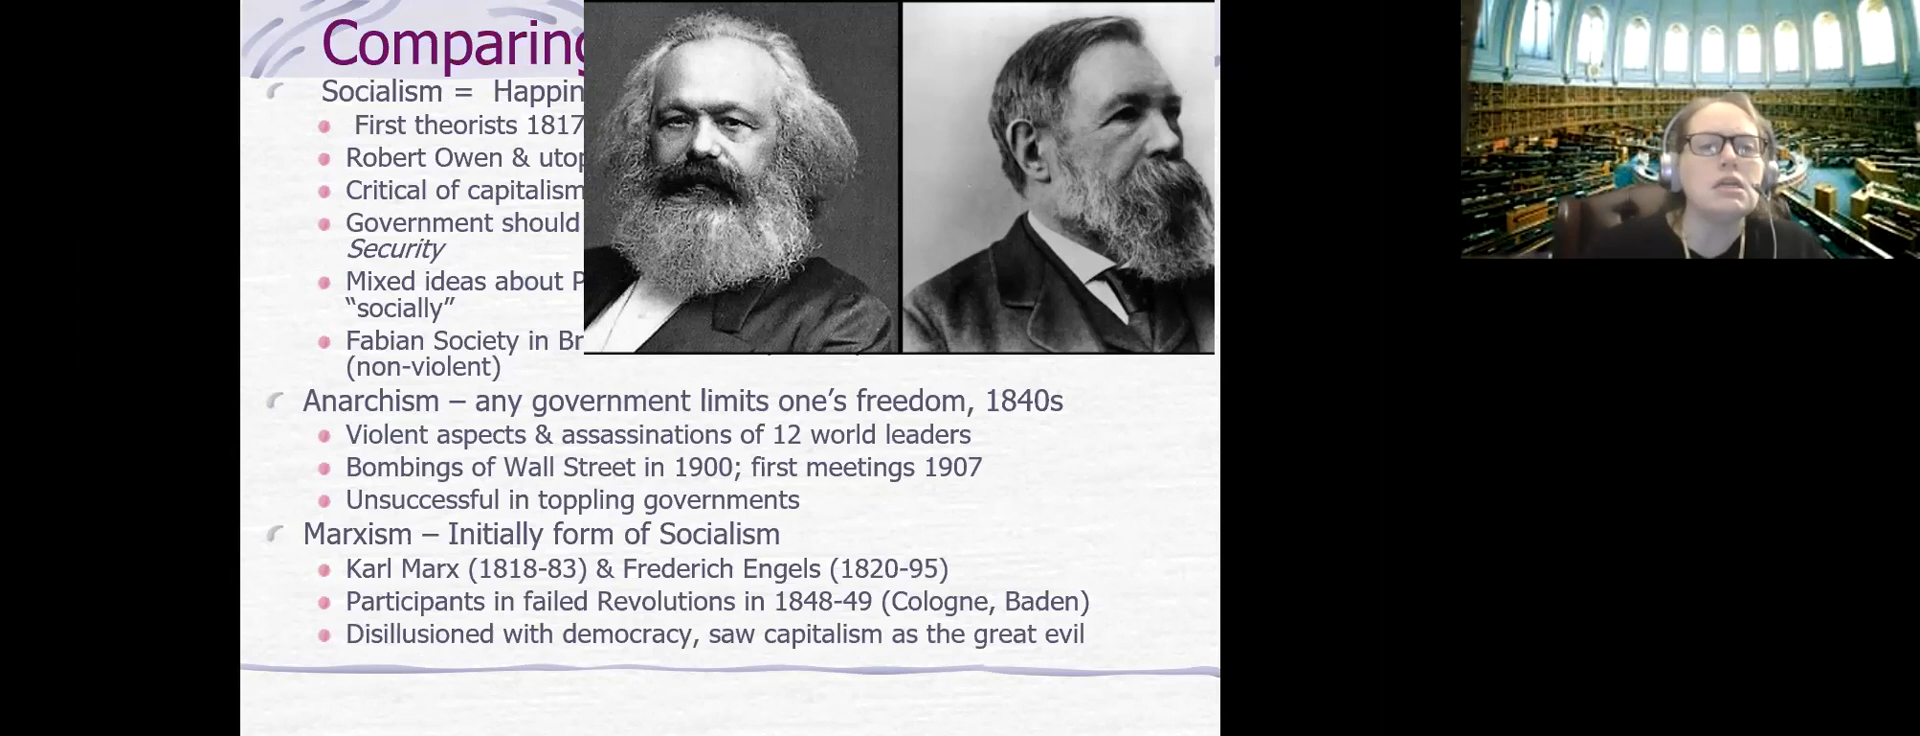 Comparing
Socialism = Happin
First theorists 1817
Robert Owen & utop
Critical of capitalism
Government should
Security
Mixed ideas about P
“socially”
Fabian Society in Br
(non-violent)
Anarchism – any government limits one’s freedom, 1840s
Violent aspects & assassinations of 12 world leaders
Bombings of Wall Street in 1900; first meetings 1907
Unsuccessful in toppling governments
Marxism – Initially form of Socialism
Karl Marx (1818-83) & Frederich Engels (1820-95)
Participants in failed Revolutions in 1848-49 (Cologne, Baden)
Disillusioned with democracy, saw capitalism as the great evil